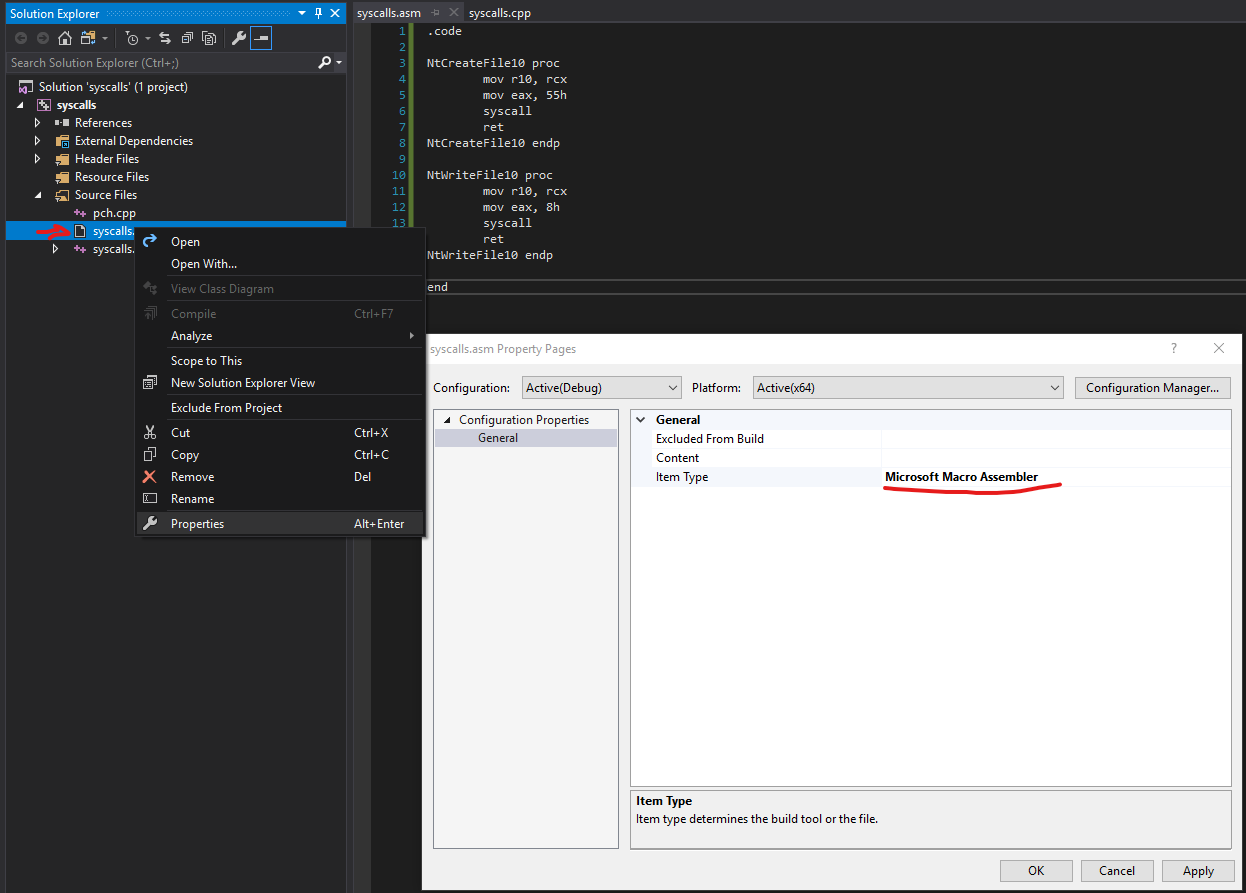 Solution Explorer
Search Solution Explorer (Ctrl+;)
Solution 'syscalls' (1 project)
syscalls
References
External Dependencies
Header Files
Resource Files
Source Files
pch.cpp
syscalls.
syscalls.
Open
Open With...
View Class Diagram
Compile Ctrl+F7
Analyze
Scope to This
New Solution Explorer View
Exclude From Project
Cut Ctrl+X
Copy Ctrl+C
Remove Del
Rename
Properties Alt+Enter
syscalls.asm syscalls.cpp
1 .code
2
3 NtCreateFile10 proc
4 mov r10, rcx
5 mov eax, 55h
6 syscall
7 ret
8 NtCreateFile10 endp
9
10 NtWriteFile10 proc
11 mov r10, rcx
12 mov eax, 8h
13 syscall
ret
NtWriteFile10 endp
end
syscalls.asm Property Pages
? 
Configuration: Active(Debug) Platform: Active(x64) Configuration Manager...
Configuration Properties
General
General
Excluded From Build
Content
Item Type Microsoft Macro Assembler
Item Type
Item type determines the build tool or the file.
OK Cancel Apply